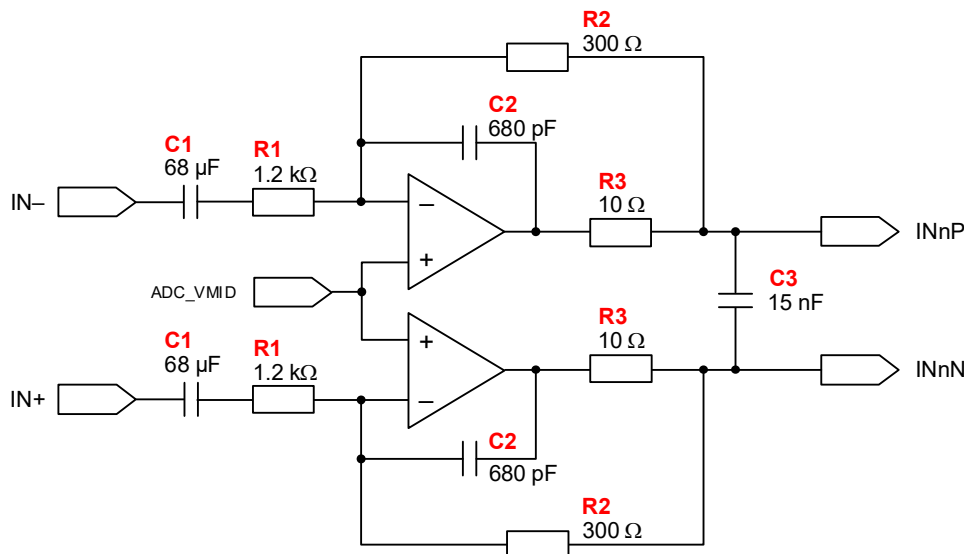 R2
300 Ω
C2
680 pF
C1
68 µF
R1
1.2 kΩ
IN–
–
+
R3
10 Ω
INnP
ADC_VMID
C3
15 nF
C1
68 µF
R1
1.2 kΩ
IN+
+
–
R3
10 Ω
INnN
C2
680 pF
R2
300 Ω